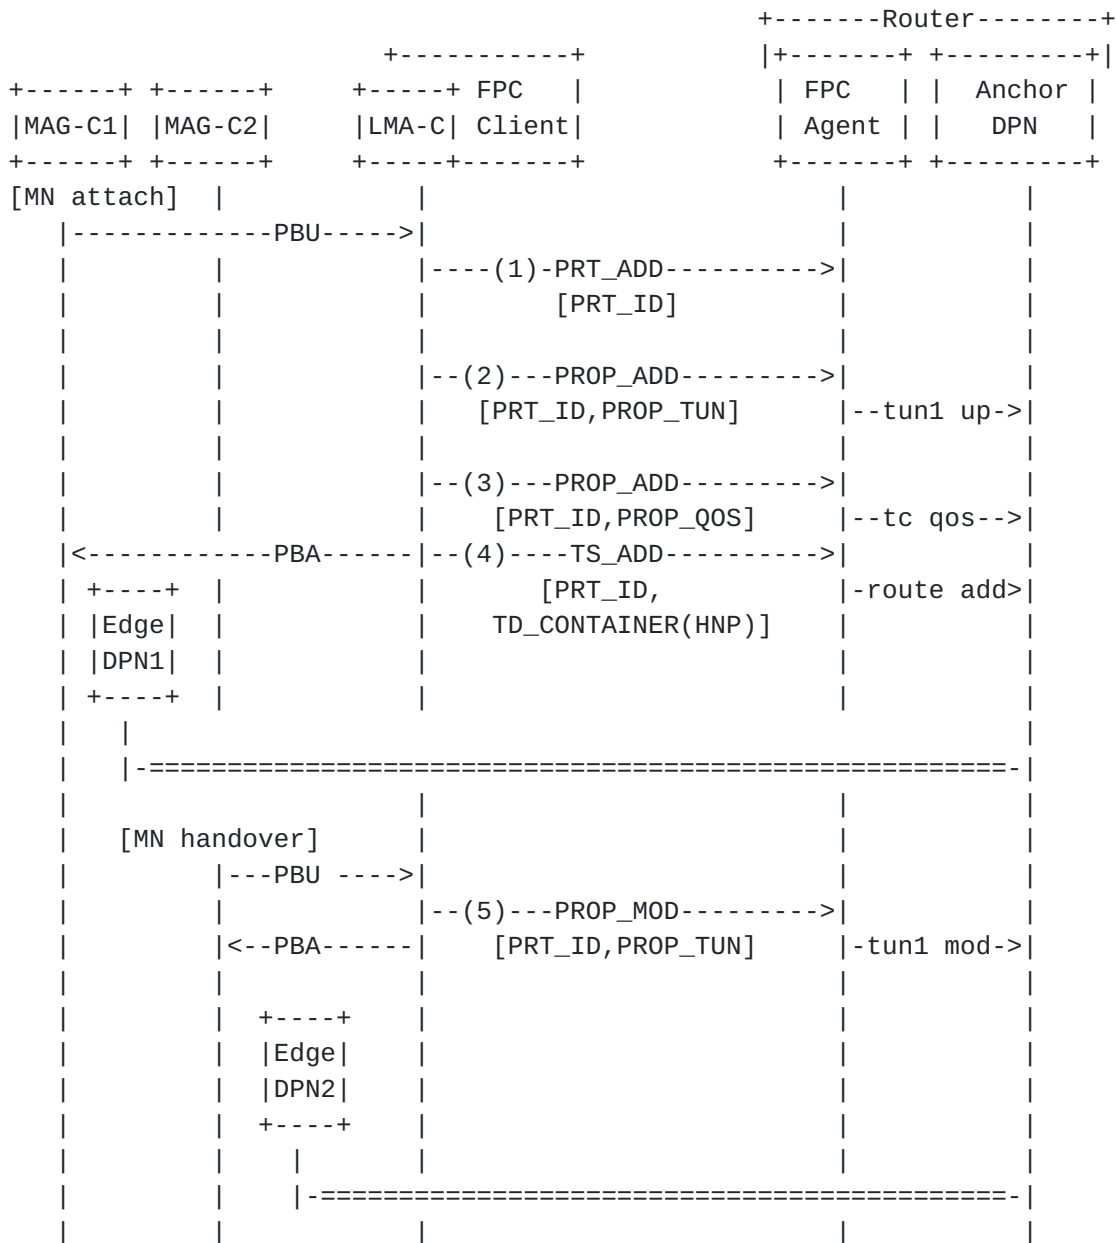 +-------Router--------+
+-----------+ |+-------+ +---------+|
+------+ +------+ +-----+ FPC | | FPC | | Anchor |
|MAG-C1| |MAG-C2| |LMA-C| Client| | Agent | | DPN |
+------+ +------+ +-----+-------+ +-------+ +---------+
[MN attach] | | | |
|-------------PBU----->| | |
| | |----(1)-PRT_ADD---------->| |
| | | [PRT_ID] | |
| | | | |
| | |--(2)---PROP_ADD--------->| |
| | | [PRT_ID,PROP_TUN] |--tun1 up->|
| | | | |
| | |--(3)---PROP_ADD--------->| |
| | | [PRT_ID,PROP_QOS] |--tc qos-->|
|<------------PBA------|--(4)----TS_ADD---------->| |
| +----+ | | [PRT_ID, |-route add>|
| |Edge| | | TD_CONTAINER(HNP)] | |
| |DPN1| | | | |
| +----+ | | | |
| | |
| |-=======================================================-|
| | | |
| [MN handover] | | |
| |---PBU ---->| | |
| | |--(5)---PROP_MOD--------->| |
| |<--PBA------| [PRT_ID,PROP_TUN] |-tun1 mod->|
| | | | |
| | +----+ | | |
| | |Edge| | | |
| | |DPN2| | | |
| | +----+ | | |
| | | | | |
| | |-============================================-|
| | | | |